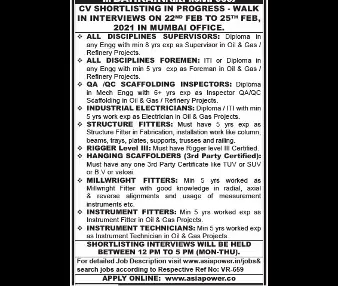 CV SHORTLISTING IN PROGRESS - WALK
IN INTERVIEWS ON 22ND FEB TO 25TH FEB,
2021 IN MUMBAI OFFICE.
❖ ALL DISCIPLINES SUPERVISORS: Diploma in
any Engg with min 8 yrs exp as Supervisor in Oil & Gas /
Refinery Projects.
❖ ALL DISCIPLINES FOREMEN: ITI or Diploma in
any Engg with min 5 yrs exp as Foreman in Oil & Gas /
Refinery Projects.
❖ QA /QC SCAFFOLDING INSPECTORS: Diploma
in Mech Engg with 6+ yrs exp as Inspector QA/QC
Scaffolding in Oil & Gas / Refinery Projects.
❖ INDUSTRIAL ELECTRICIANS: Diploma / ITI with min
5 yrs work exp as Electrician in Oil & Gas Projects.
❖ STRUCTURE FITTERS: Must have 5 yrs exp as
Structure Fitter in Fabrication, installation work like column,
beams, trays, plates, supports, trusses and railing.
❖ RIGGER Level III: Must have Rigger level III Certified.
❖ HANGING SCAFFOLDERS (3rd Party Certified):
Must have any one 3rd Party Certificate like TUV or SUV
or B V or velosi.
❖ MILLWRIGHT FITTERS: Min 5 yrs worked as
Millwright Fitter with good knowledge in radial, axial
& reverse alignments and usage of measurement
instruments etc.
❖ INSTRUMENT FITTERS: Min 5 yrs worked exp as
Instrument Fitter in Oil & Gas Projects.
❖ INSTRUMENT TECHNICIANS: Min 5 yrs worked exp
as Instrument Technician in Oil & Gas Projects.
SHORTLISTING INTERVIEWS WILL BE HELD
BETWEEN 12 PM TO 5 PM (MON-THU).
For detailed Job Description visit www.asiapower.in/jobs&
search jobs according to Respective Ref No: VR-659
APPLY ONLINE: www.asiapower.co